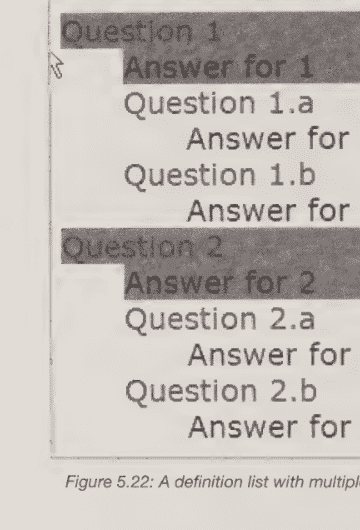 Question 1
Answer for 1
Question 1.a
Answer for
Question 1.b
Answer for
Question 2
Answer for 2
Question 2.a
Answer for
Question 2.b
Answer for
Figure 5.22: A definition list with multiple